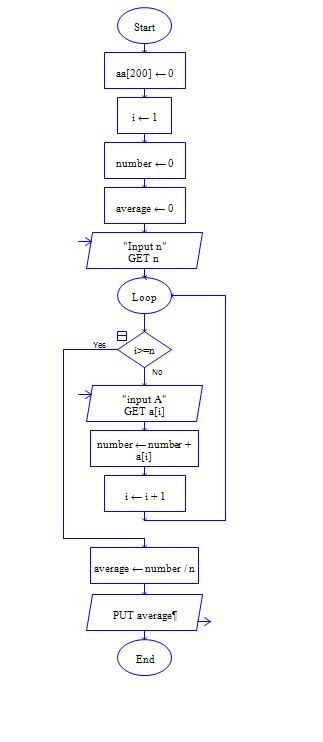 Start
aa[200] ← 0
i ← 1
number ← 0
average ← 0
"Input n"
GET n
Loop
Yes
i>=n
No
"input A"
GET a[i]
number ← number +
a[i]
i ← i + 1
average ← number / n
PUT average¶
End